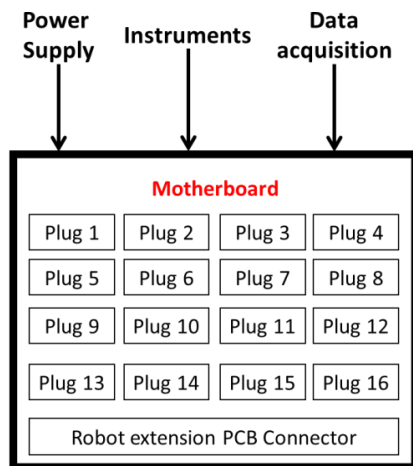 Power
Supply
Instruments
Data
acquisition
Motherboard
Plug 1
Plug 2
Plug 3
Plug 4
Plug 5
Plug 6
Plug 7
Plug 8
Plug 9
Plug 10
Plug 11
Plug 12
Plug 13
Plug 14
Plug 15
Plug 16
Robot extension PCB Connector